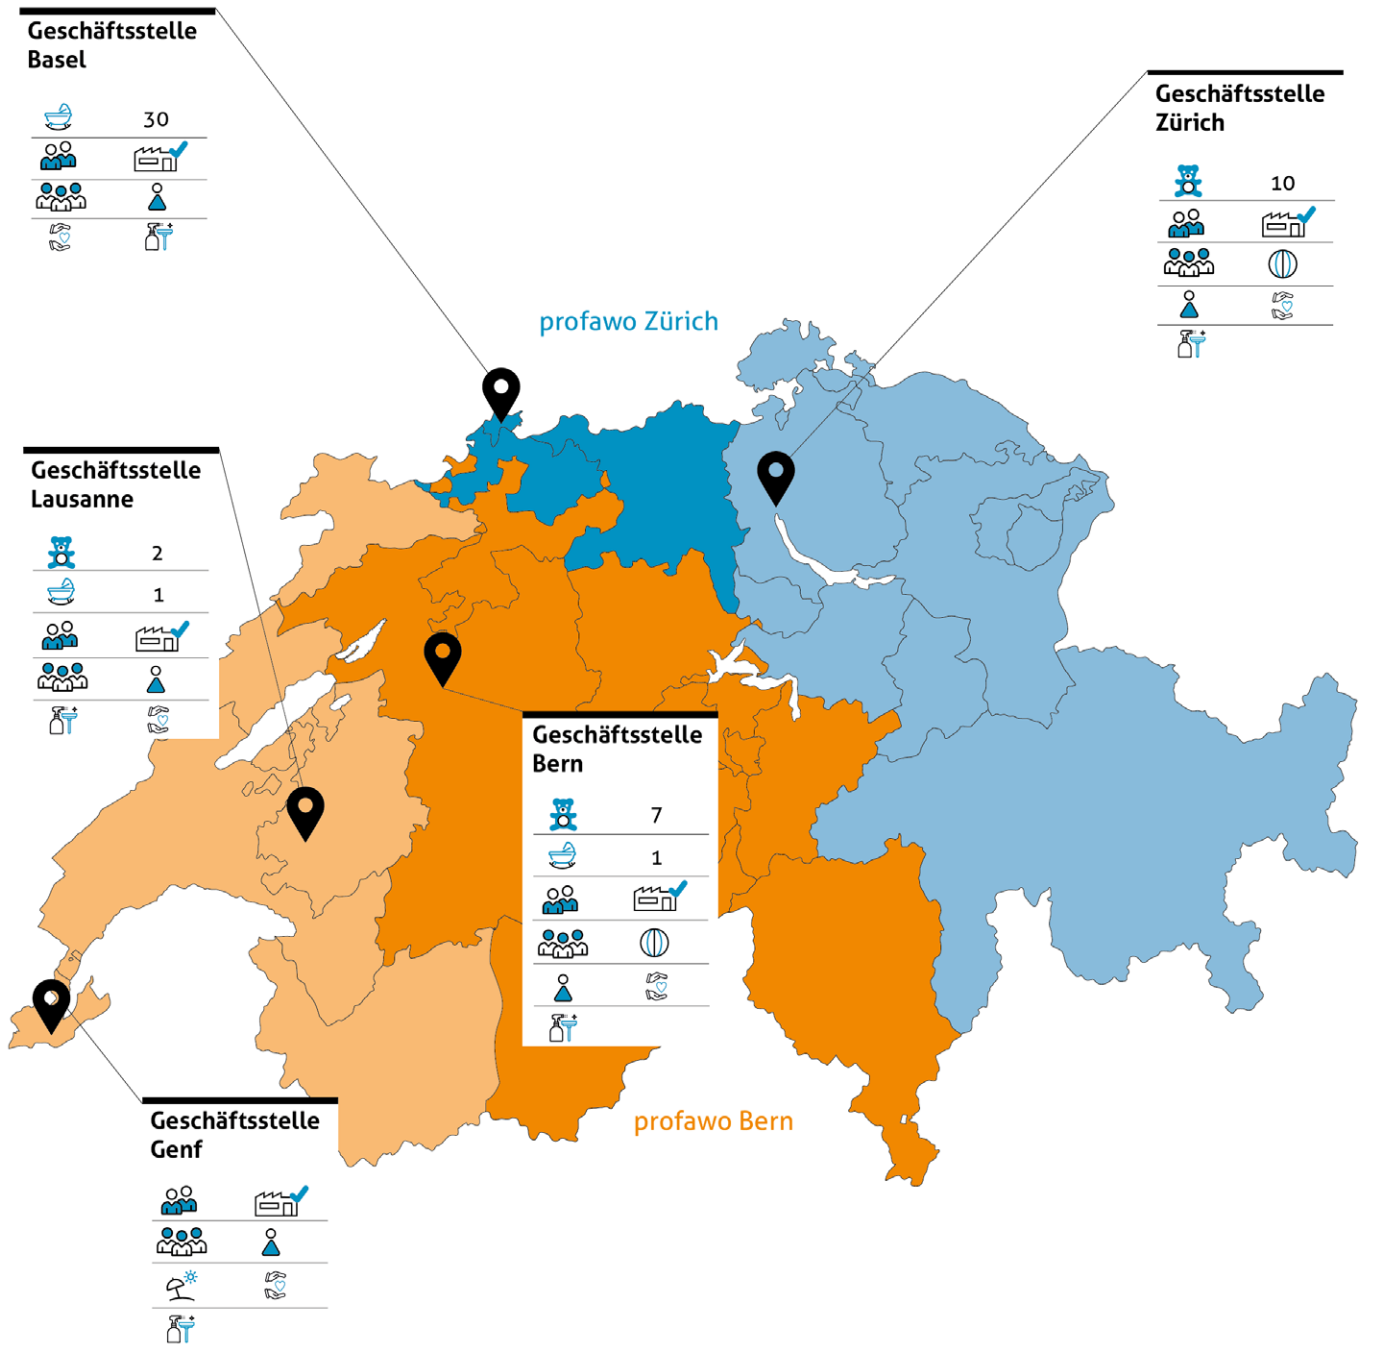 Geschäftsstelle
Basel
30
Geschäftsstelle
Zürich
10
profawo Zürich
Geschäftsstelle
Lausanne
2
1
Geschäftsstelle
Bern
7
1
profawo Bern
Geschäftsstelle
Genf